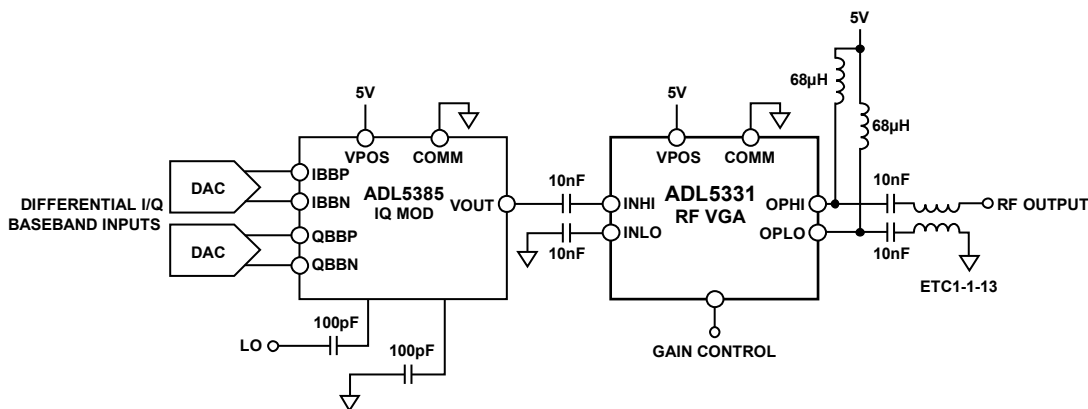 5V
68µH
68µH
5V
5V
VPOS
COMM
VPOS
COMM
DIFFERENTIAL I/Q
BASEBAND INPUTS
DAC
DAC
IBBP
IBBN
QBBP
QBBN
ADL5385
IQ MOD
VOUT
10nF
10nF
INHI
INLO
ADL5331
RF VGA
OPHI
OPLO
10nF
10nF
RF OUTPUT
ETC1-1-13
100pF
LO
100pF
GAIN CONTROL